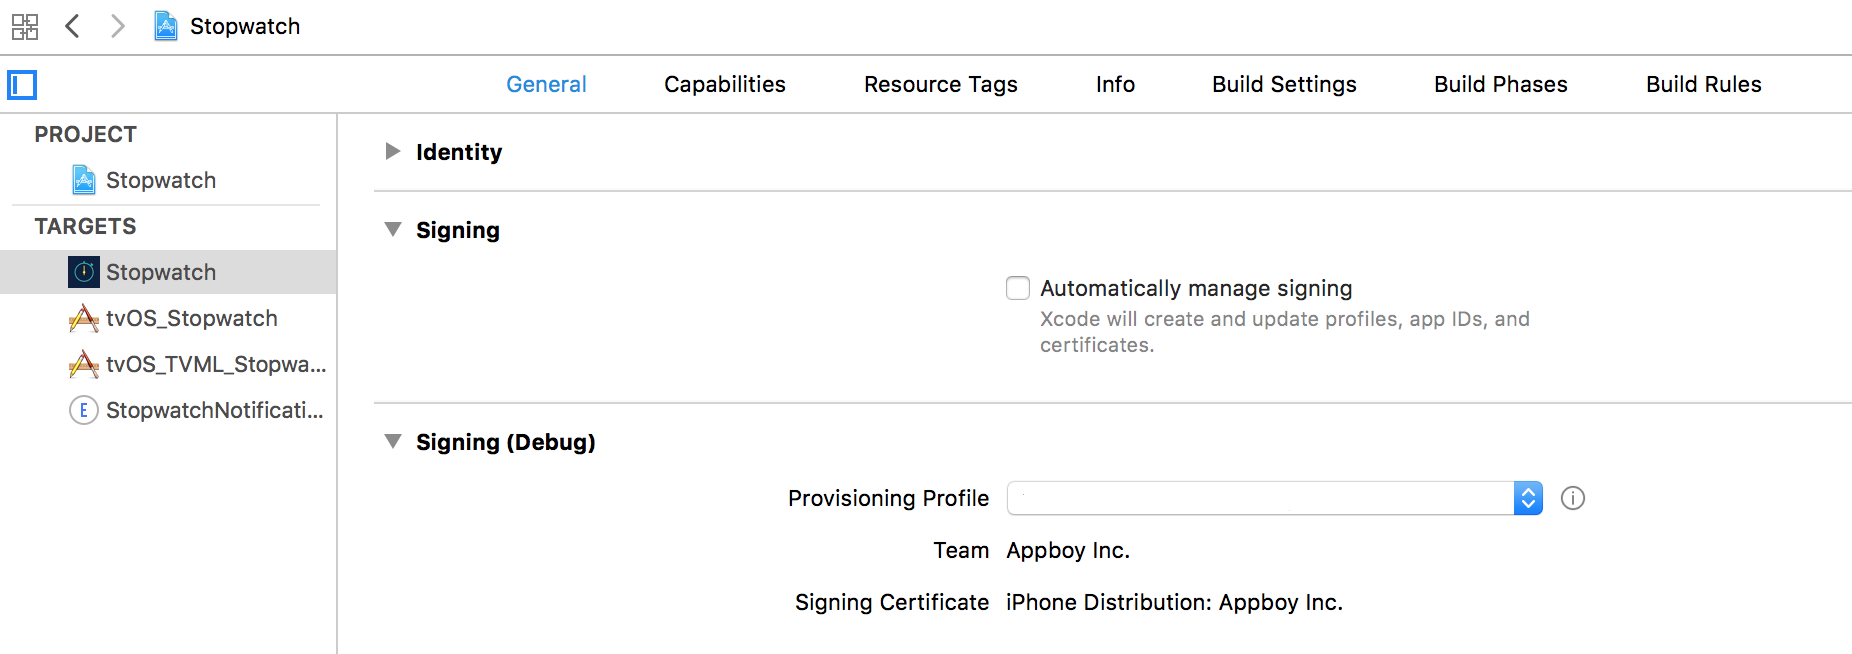 Stopwatch
General Capabilities Resource Tags Info Build Settings Build Phases Build Rules
PROJECT
Stopwatch
TARGETS
Stopwatch
tvOS_Stopwatch
tvOS_TVML_Stopwa...
E StopwatchNotificati...
Identity
Signing
Automatically manage signing
Xcode will create and update profiles, app IDs, and
certificates.
Signing (Debug)
Provisioning Profile
Team Appboy Inc.
Signing Certificate iPhone Distribution: Appboy Inc.